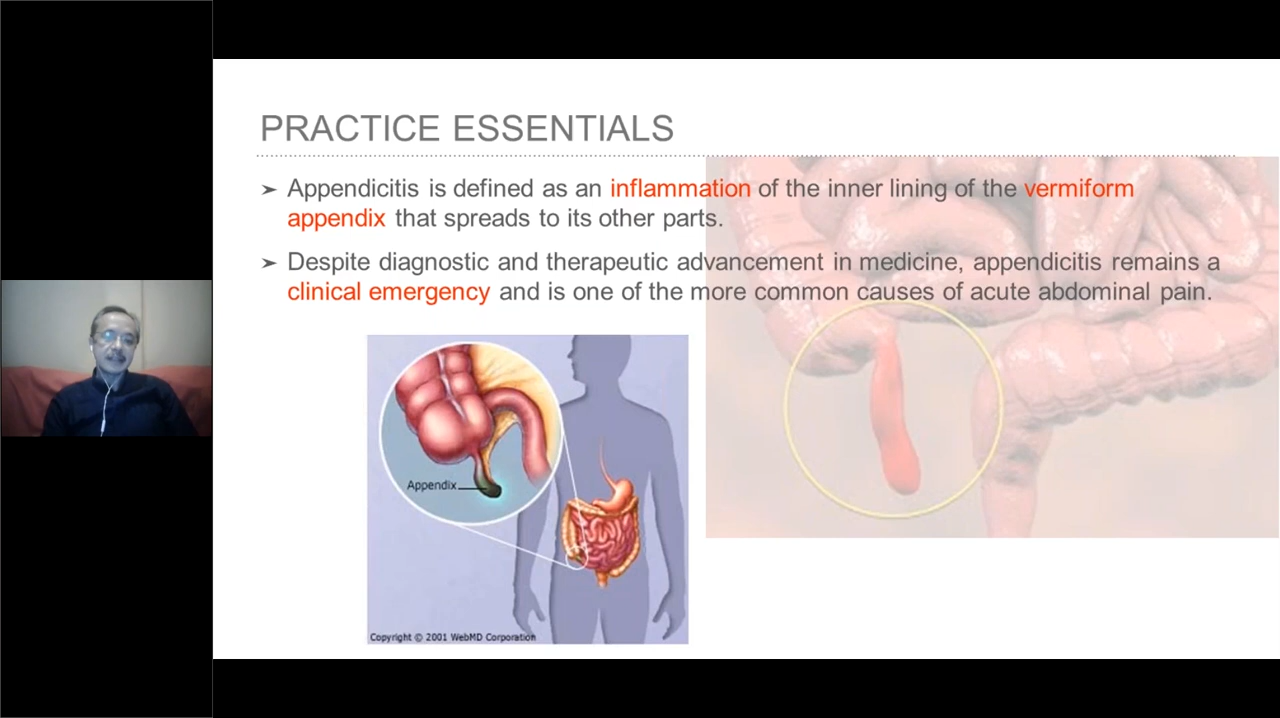 PRACTICE ESSENTIALS
➤ Appendicitis is defined as an inflammation of the inner lining of the vermiform
appendix that spreads to its other parts.
➤ Despite diagnostic and therapeutic advancement in medicine, appendicitis remains a
clinical emergency and is one of the more common causes of acute abdominal pain.
Appendix
Copyright © 2001 WebMD Corporation